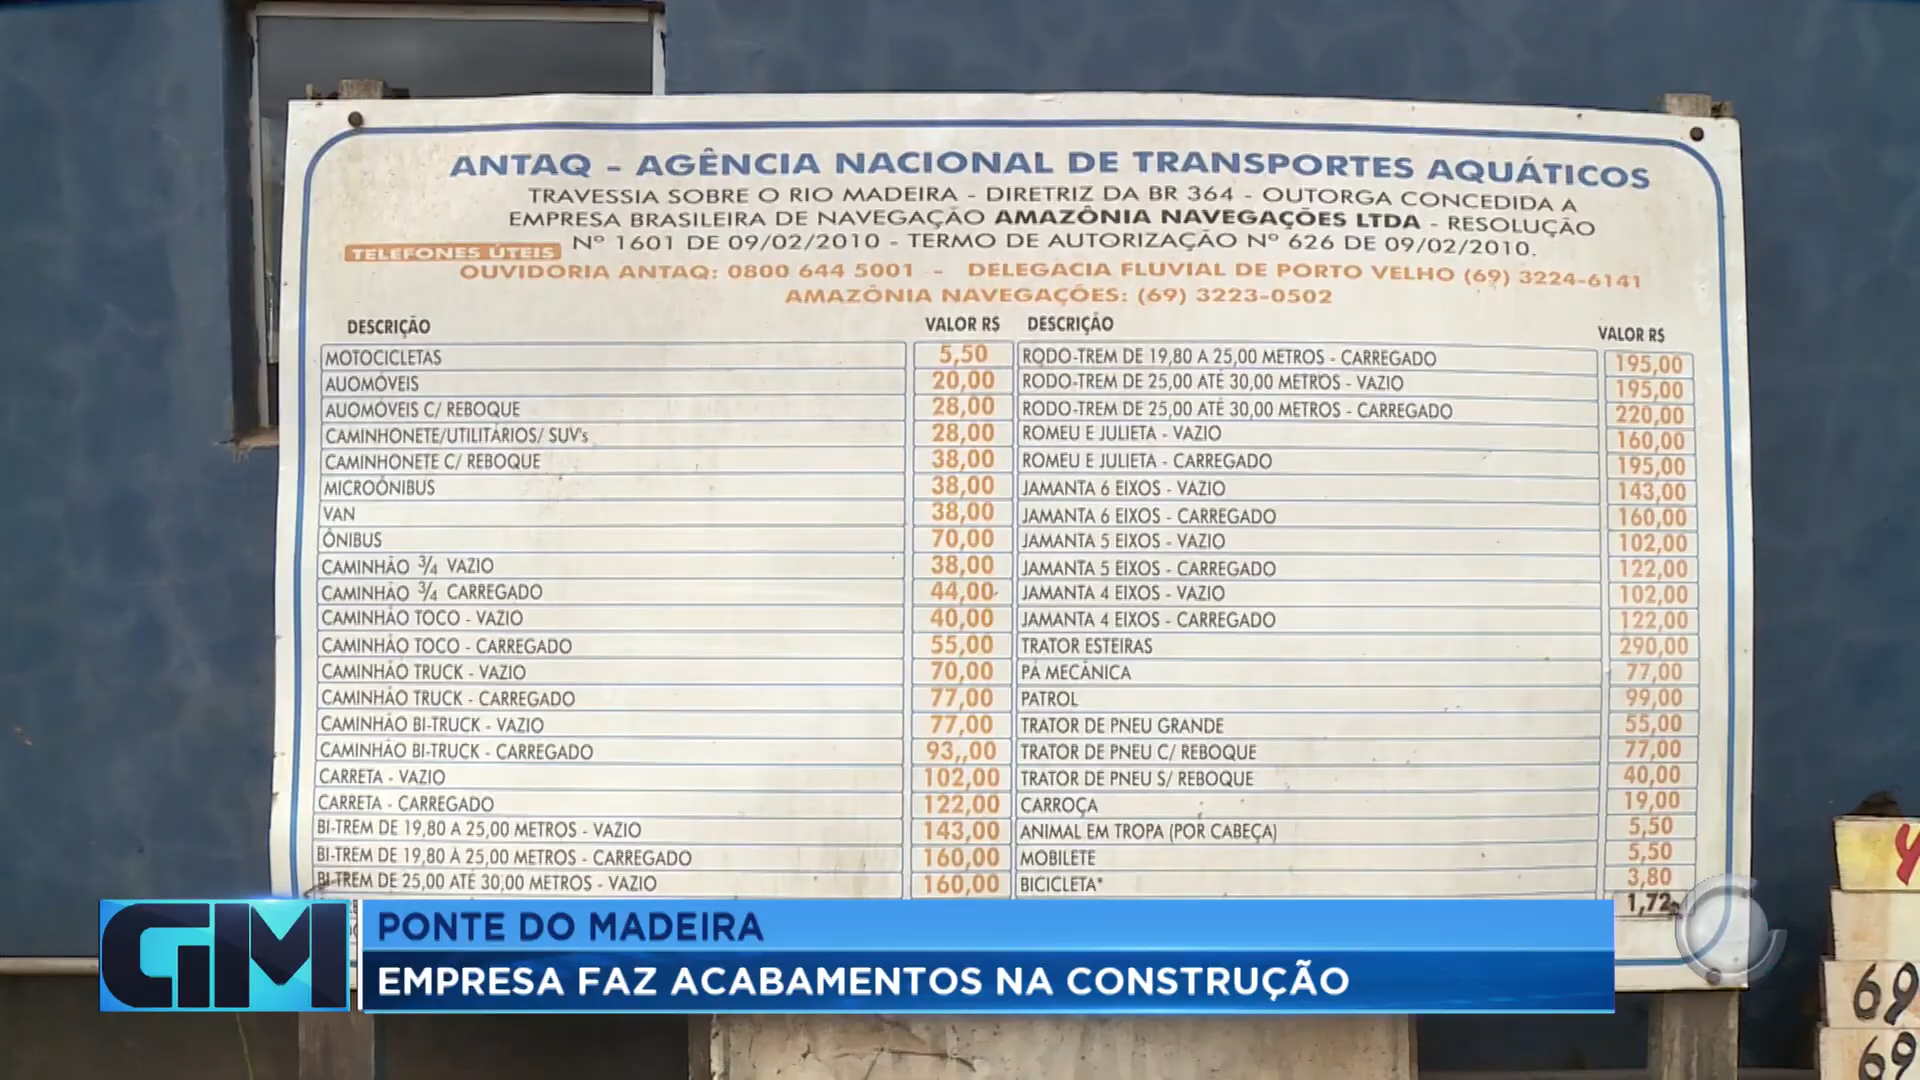 ANTAQ - AGÊNCIA NACIONAL DE TRANSPORTES AQUÁTICOS
TRAVESSIA SOBRE O RIO MADEIRA - DIRETRIZ DA BR 364 - OUTORGA CONCEDIDA A
EMPRESA BRASILEIRA DE NAVEGAÇÃO AMAZÔNIA NAVEGAÇÕES LTDA - RESOLUÇÃO
Nº 1601 DE 09/02/2010 - TERMO DE AUTORIZAÇÃO Nº 626 DE 09/02/2010.
TELEFONES ÚTEIS
OUVIDORIA ANTAQ: 0800 644 5001 - DELEGACIA FLUVIAL DE PORTO VELHO (69) 3224-6141
AMAZÔNIA NAVEGAÇÕES: (69) 3223-0502
DESCRIÇÃO VALOR R$
MOTOCICLETAS 5,50
AUOMÓVEIS 20,00
AUOMÓVEIS C/ REBOQUE 28,00
CAMINHONETE/UTILITÁRIOS/ SUV's 28,00
CAMINHONETE C/ REBOQUE 38,00
MICROÔNIBUS 38,00
VAN 38,00
ÔNIBUS 70,00
CAMINHÃO 3/4 VAZIO 38,00
CAMINHÃO 3/4 CARREGADO 44,00
CAMINHÃO TOCO - VAZIO 40,00
CAMINHÃO TOCO - CARREGADO 55,00
CAMINHÃO TRUCK - VAZIO 70,00
CAMINHÃO TRUCK - CARREGADO 77,00
CAMINHÃO BI-TRUCK - VAZIO 77,00
CAMINHÃO BI-TRUCK - CARREGADO 93,,00
CARRETA - VAZIO 102,00
CARRETA - CARREGADO 122,00
BI-TREM DE 19,80 A 25,00 METROS - VAZIO 143,00
BI-TREM DE 19,80 À 25,00 METROS - CARREGADO 160,00
BI-TREM DE 25,00 ATÉ 30,00 METROS - VAZIO 160,00
DESCRIÇÃO VALOR R$
RODO-TREM DE 19,80 A 25,00 METROS - CARREGADO 195,00
RODO-TREM DE 25,00 ATÉ 30,00 METROS - VAZIO 195,00
RODO-TREM DE 25,00 ATÉ 30,00 METROS - CARREGADO 220,00
ROMEU E JULIETA - VAZIO 160,00
ROMEU E JULIETA - CARREGADO 195,00
JAMANTA 6 EIXOS - VAZIO 143,00
JAMANTA 6 EIXOS - CARREGADO 160,00
JAMANTA 5 EIXOS - VAZIO 102,00
JAMANTA 5 EIXOS - CARREGADO 122,00
JAMANTA 4 EIXOS - VAZIO 102,00
JAMANTA 4 EIXOS - CARREGADO 122,00
TRATOR ESTEIRAS 290,00
PÁ MECÂNICA 77,00
PATROL 99,00
TRATOR DE PNEU GRANDE 55,00
TRATOR DE PNEU C/ REBOQUE 77,00
TRATOR DE PNEU S/ REBOQUE 40,00
CARROÇA 19,00
ANIMAL EM TROPA (POR CABEÇA) 5,50
MOBILETE 5,50
BICICLETA* 3,80
1,72
GM
PONTE DO MADEIRA
EMPRESA FAZ ACABAMENTOS NA CONSTRUÇÃO
69
69